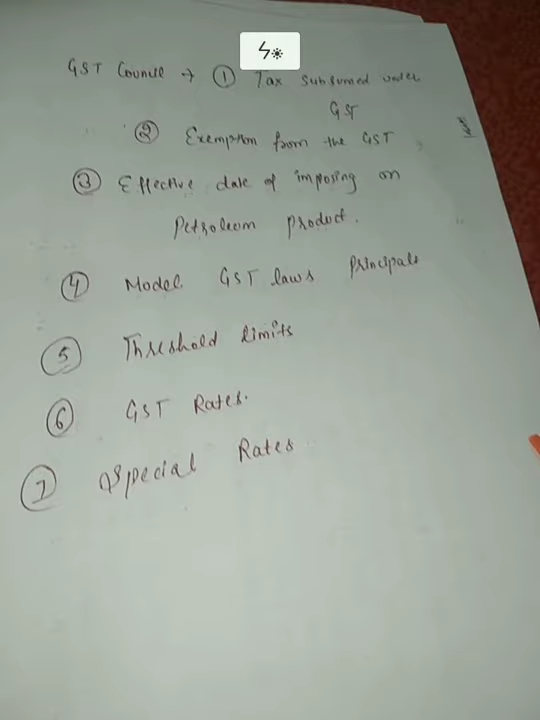 GST Council → ① Tax Subsumed under
GST
② Exemption from the GST
③ Effective date of imposing on
Petroleum product.
④ Model GST laws principals
⑤ Threshold limits
⑥ GST Rates.
⑦ Special Rates